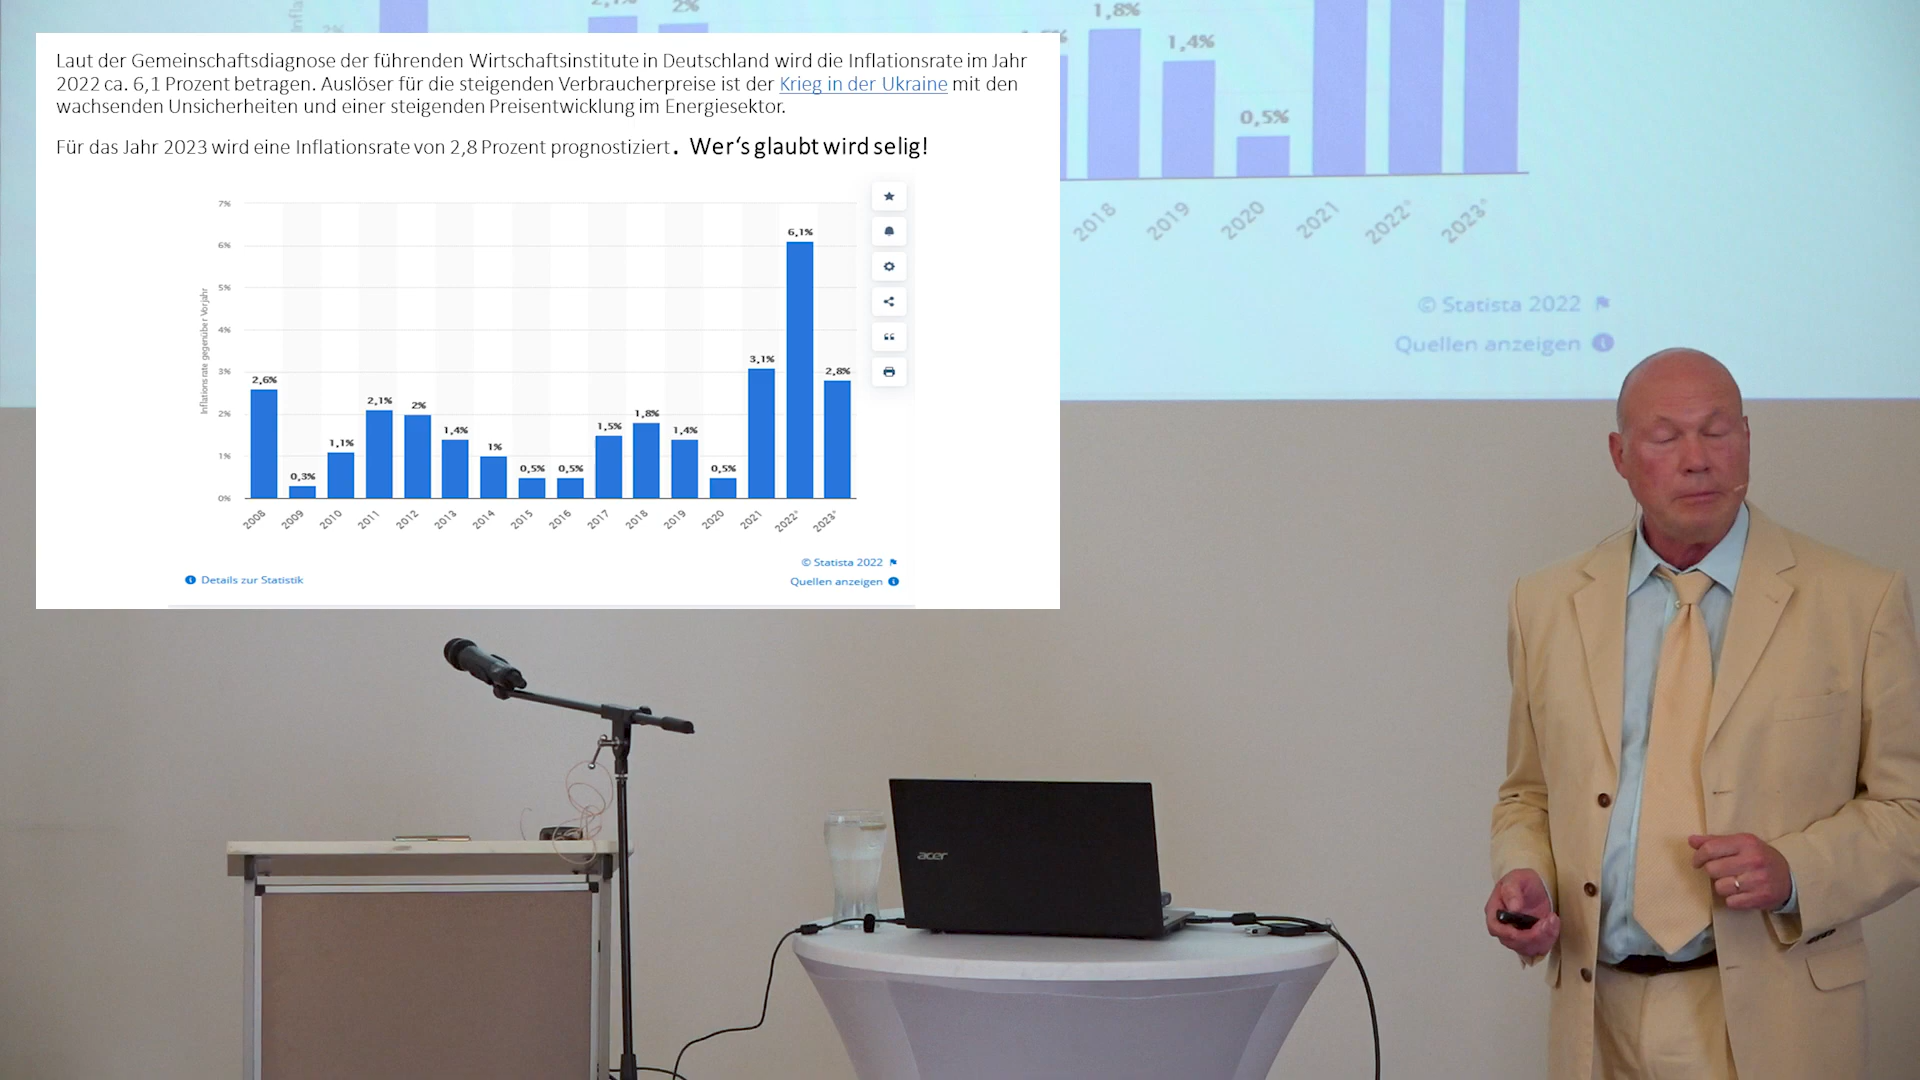 Laut der Gemeinschaftsdiagnose der führenden Wirtschaftsinstitute in Deutschland wird die Inflationsrate im Jahr
2022 ca. 6,1 Prozent betragen. Auslöser für die steigenden Verbraucherpreise ist der Krieg in der Ukraine mit den
wachsenden Unsicherheiten und einer steigenden Preisentwicklung im Energiesektor.
Für das Jahr 2023 wird eine Inflationsrate von 2,8 Prozent prognostiziert. Wer‘s glaubt wird selig!
Inflationsrate gegenüber Vorjahr
7%
6%
5%
4%
3%
2%
1%
0%
2,6%
0,3%
1,1%
2,1%
2%
1,4%
1%
0,5%
0,5%
1,5%
1,8%
1,4%
0,5%
3,1%
6,1%
2,8%
2008 2009 2010 2011 2012 2013 2014 2015 2016 2017 2018 2019 2020 2021 2022* 2023*
© Statista 2022
Details zur Statistik
Quellen anzeigen
2%
1,8%
1,4%
0,5%
2018 2019 2020 2021 2022* 2023*
© Statista 2022
Quellen anzeigen
acer